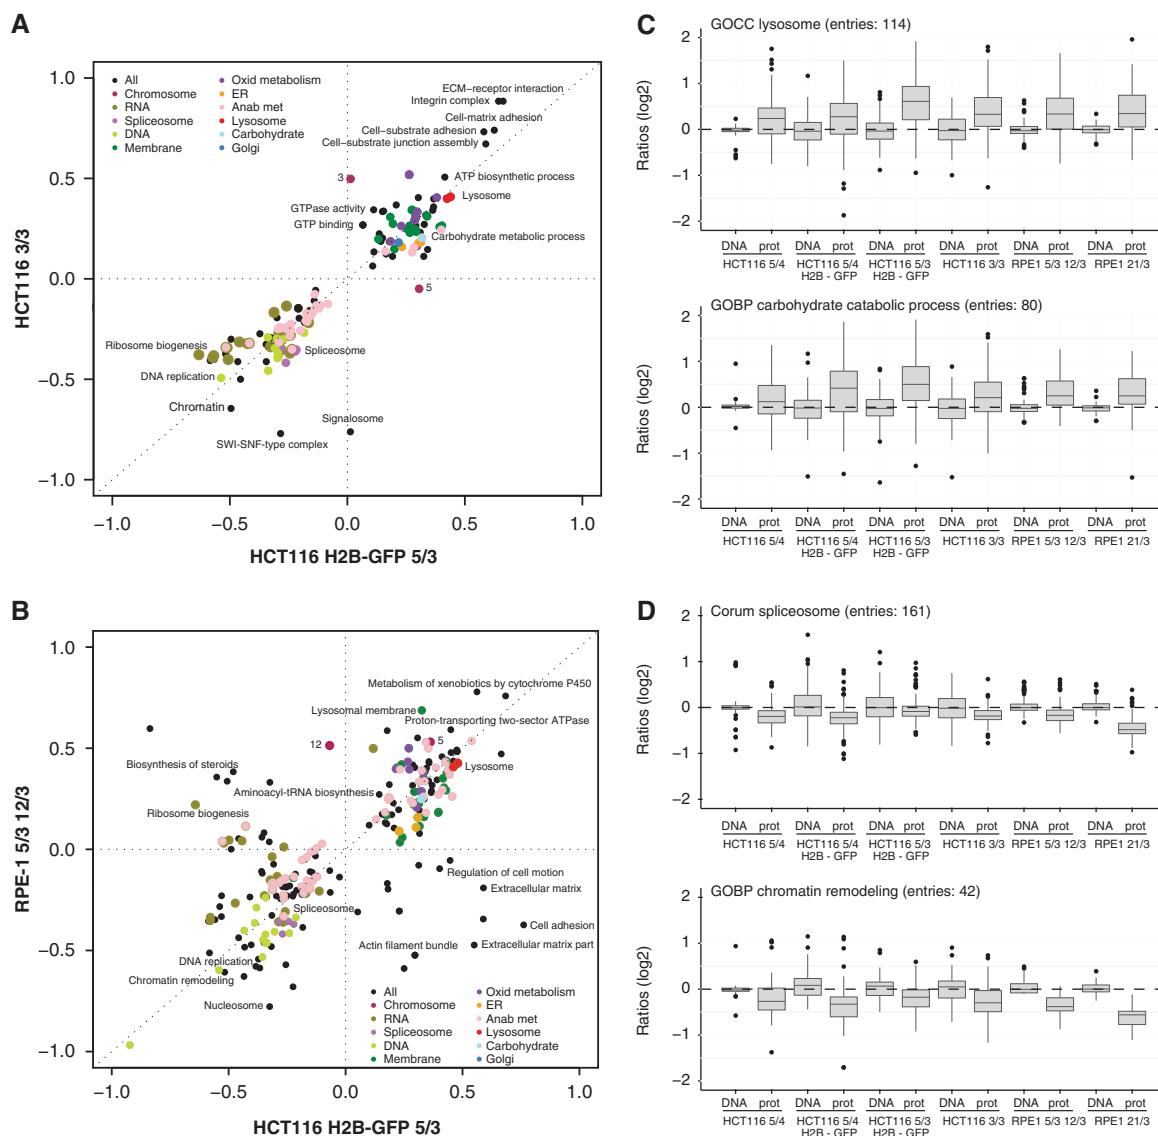 A
HCT116 3/3
1.0
0.5
0.0
−0.5
−1.0
All
Chromosome
RNA
Spliceosome
DNA
Membrane
Oxid metabolism
ER
Anab met
Lysosome
Carbohydrate
Golgi
ECM−receptor interaction
Integrin complex
Cell-matrix adhesion
Cell−substrate adhesion
Cell−substrate junction assembly
3
ATP biosynthetic process
Lysosome
GTPase activity
GTP binding
Carbohydrate metabolic process
5
Ribosome biogenesis
Spliceosome
DNA replication
Chromatin
Signalosome
SWI-SNF-type complex
−1.0 −0.5 0.0 0.5 1.0
HCT116 H2B-GFP 5/3
B
RPE-1 5/3 12/3
1.0
0.5
0.0
−0.5
−1.0
Metabolism of xenobiotics by cytochrome P450
Lysosomal membrane
Proton-transporting two-sector ATPase
12
5
Lysosome
Biosynthesis of steroids
Aminoacyl-tRNA biosynthesis
Ribosome biogenesis
Regulation of cell motion
Extracellular matrix
Spliceosome
Cell adhesion
Actin filament bundle
Extracellular matrix part
DNA replication
Chromatin remodeling
Nucleosome
All
Chromosome
RNA
Spliceosome
DNA
Membrane
Oxid metabolism
ER
Anab met
Lysosome
Carbohydrate
Golgi
−1.0 −0.5 0.0 0.5 1.0
HCT116 H2B-GFP 5/3
C
GOCC lysosome (entries: 114)
Ratios (log2)
2
1
0
−1
−2
DNA prot DNA prot DNA prot DNA prot DNA prot DNA prot
HCT116 5/4 HCT116 5/4 HCT116 5/3 HCT116 3/3 RPE1 5/3 12/3 RPE1 21/3
H2B - GFP H2B - GFP
GOBP carbohydrate catabolic process (entries: 80)
Ratios (log2)
2
1
0
−1
−2
DNA prot DNA prot DNA prot DNA prot DNA prot DNA prot
HCT116 5/4 HCT116 5/4 HCT116 5/3 HCT116 3/3 RPE1 5/3 12/3 RPE1 21/3
H2B - GFP H2B - GFP
D
Corum spliceosome (entries: 161)
Ratios (log2)
2
1
0
−1
−2
DNA prot DNA prot DNA prot DNA prot DNA prot DNA prot
HCT116 5/4 HCT116 5/4 HCT116 5/3 HCT116 3/3 RPE1 5/3 12/3 RPE1 21/3
H2B - GFP H2B - GFP
GOBP chromatin remodeling (entries: 42)
Ratios (log2)
2
1
0
−1
−2
DNA prot DNA prot DNA prot DNA prot DNA prot DNA prot
HCT116 5/4 HCT116 5/4 HCT116 5/3 HCT116 3/3 RPE1 5/3 12/3 RPE1 21/3
H2B - GFP H2B - GFP